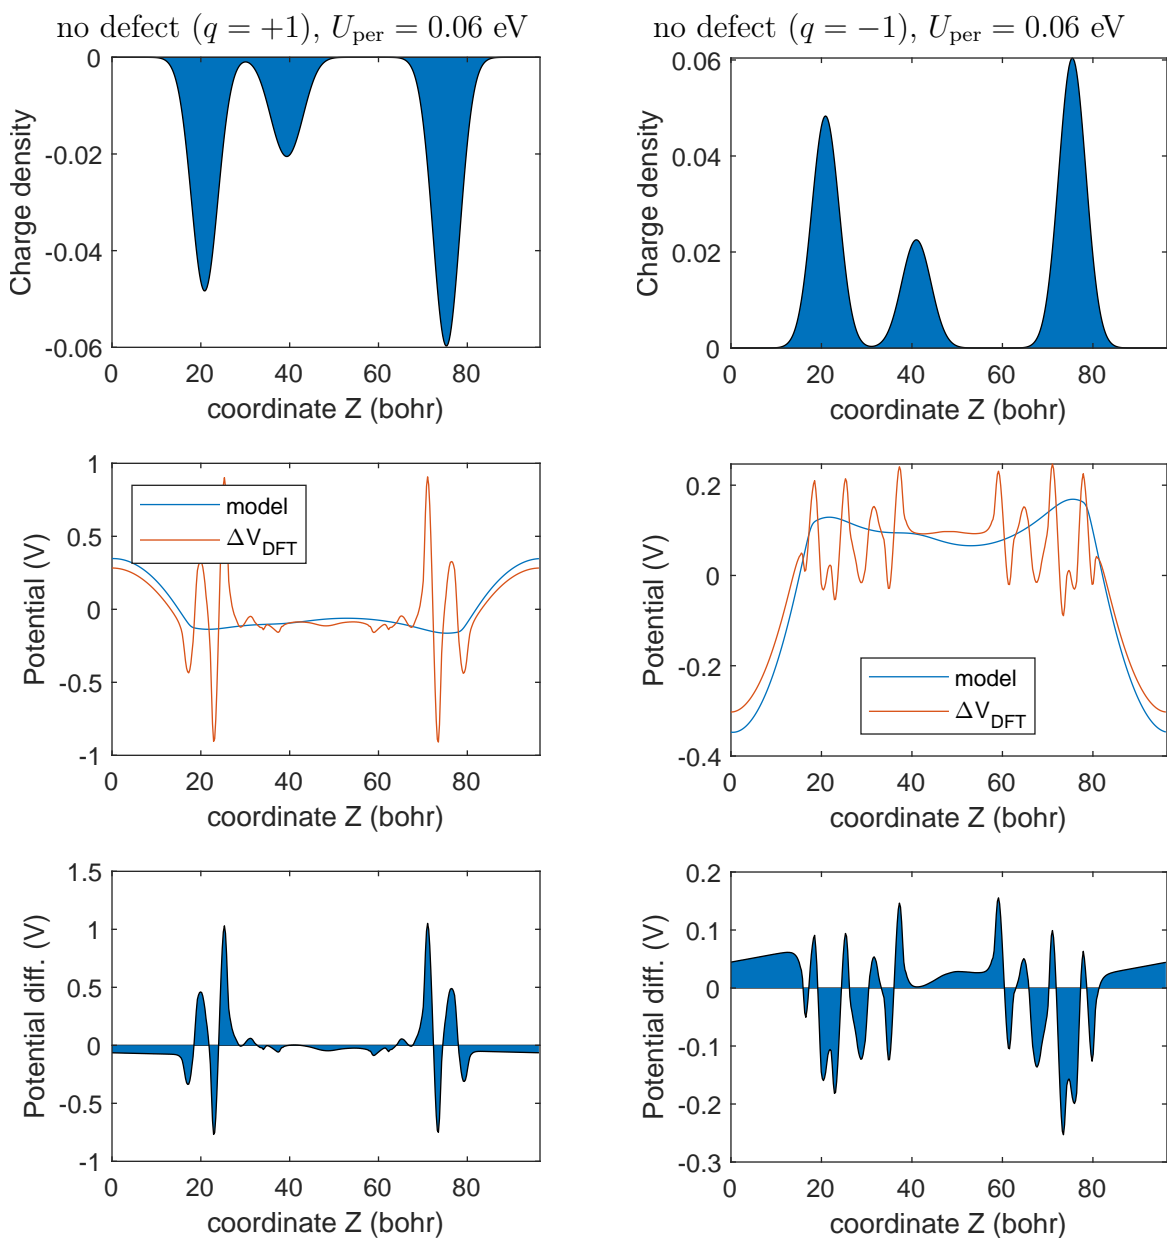 no defect (q = +1), U_per = 0.06 eV
0
-0.02
-0.04
-0.06
Charge density
0 20 40 60 80
coordinate Z (bohr)
no defect (q = −1), U_per = 0.06 eV
0.06
0.04
0.02
0
Charge density
0 20 40 60 80
coordinate Z (bohr)
1
0.5
0
-0.5
-1
Potential (V)
model
ΔV_DFT
0 20 40 60 80
coordinate Z (bohr)
0.2
0
-0.2
-0.4
Potential (V)
model
ΔV_DFT
0 20 40 60 80
coordinate Z (bohr)
1.5
1
0.5
0
-0.5
-1
Potential diff. (V)
0 20 40 60 80
coordinate Z (bohr)
0.2
0.1
0
-0.1
-0.2
-0.3
Potential diff. (V)
0 20 40 60 80
coordinate Z (bohr)